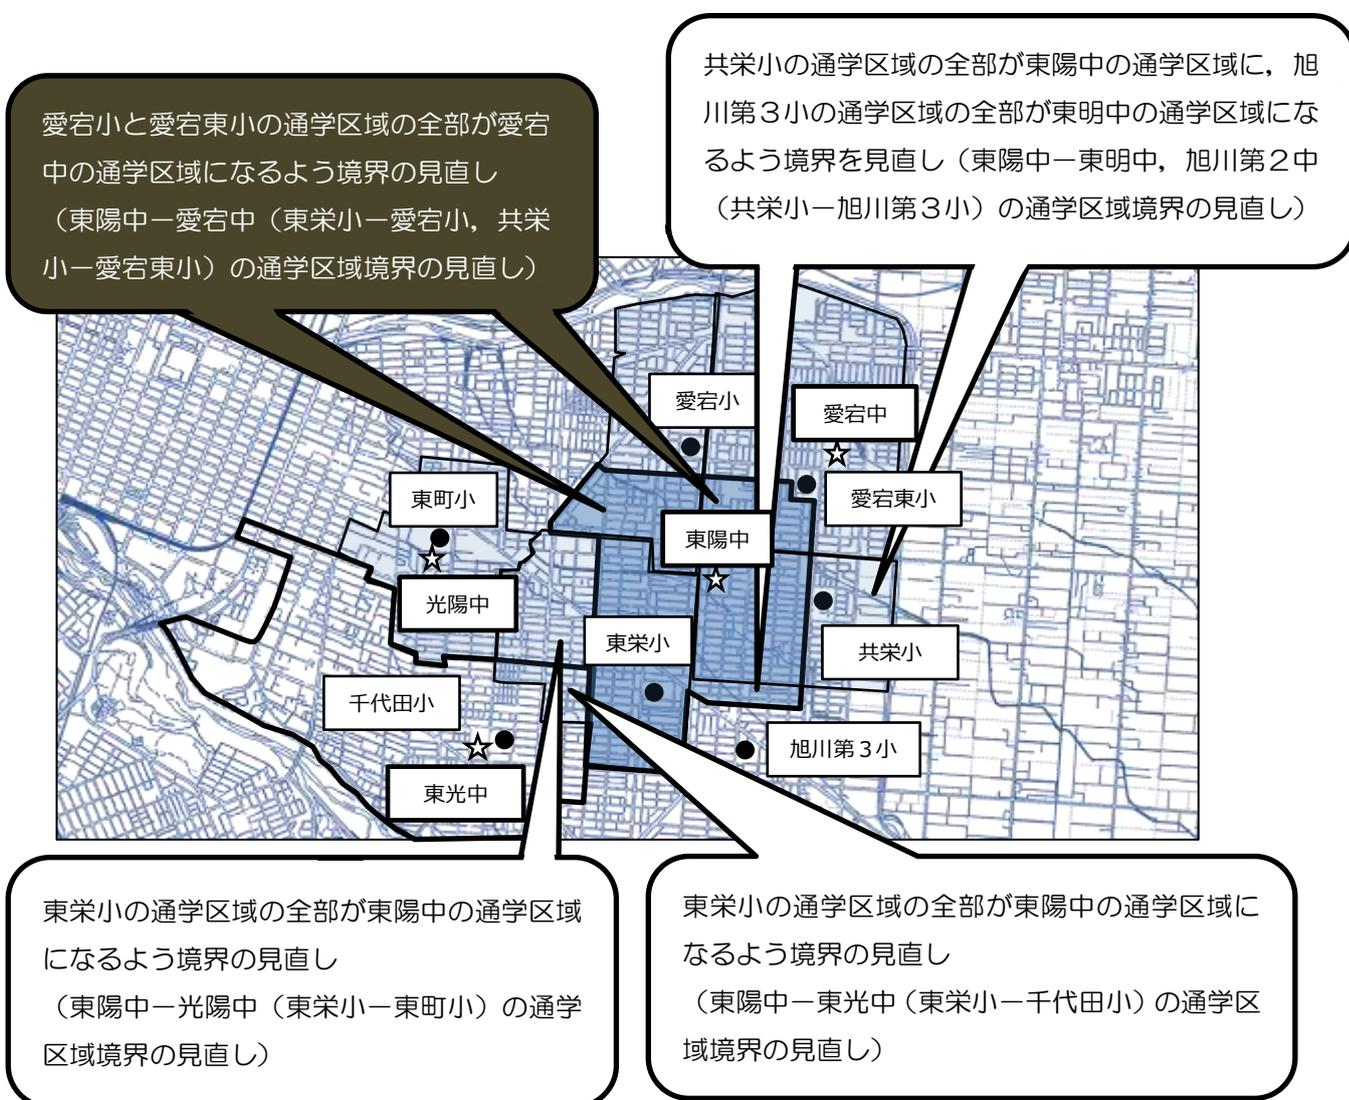 愛宕小と愛宕東小の通学区域の全部が愛宕
中の通学区域になるよう境界の見直し
（東陽中－愛宕中（東栄小－愛宕小，共栄
小－愛宕東小）の通学区域境界の見直し）
共栄小の通学区域の全部が東陽中の通学区域に，旭
川第３小の通学区域の全部が東明中の通学区域にな
るよう境界を見直し（東陽中－東明中，旭川第２中
（共栄小－旭川第３小）の通学区域境界の見直し）
愛宕小
愛宕中
東町小
愛宕東小
東陽中
光陽中
東栄小
共栄小
千代田小
旭川第３小
東光中
東栄小の通学区域の全部が東陽中の通学区域
になるよう境界の見直し
（東陽中－光陽中（東栄小－東町小）の通学
区域境界の見直し）
東栄小の通学区域の全部が東陽中の通学区域に
なるよう境界の見直し
（東陽中－東光中（東栄小－千代田小）の通学区
域境界の見直し）